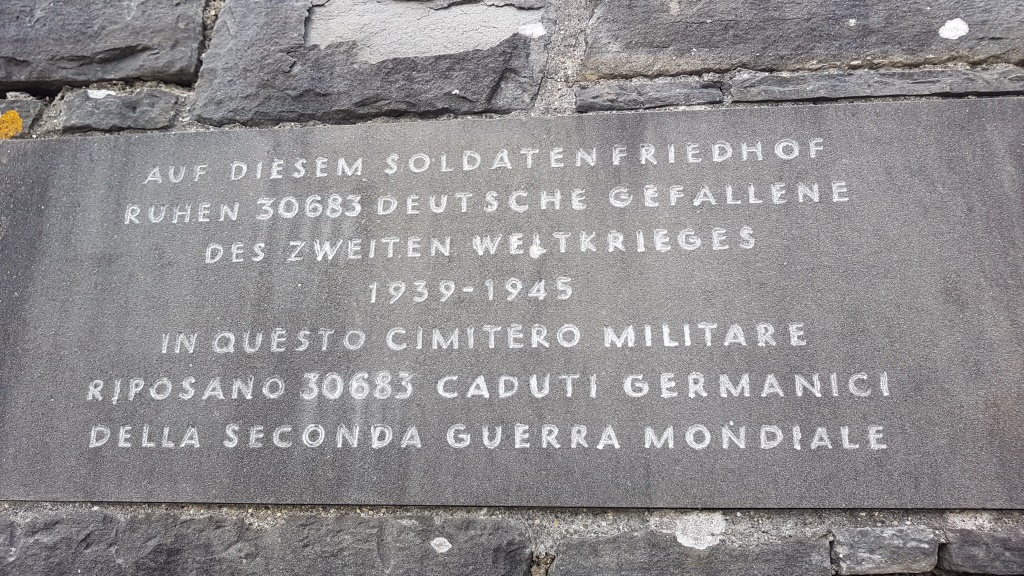 AUF DIESEM SOLDATENFRIEDHOF
RUHEN 30683 DEUTSCHE GEFALLENE
DES ZWEITEN WELTKRIEGES
1939-1945
IN QUESTO CIMITERO MILITARE
RIPOSANO 30683 CADUTI GERMANICI
DELLA SECONDA GUERRA MONDIALE